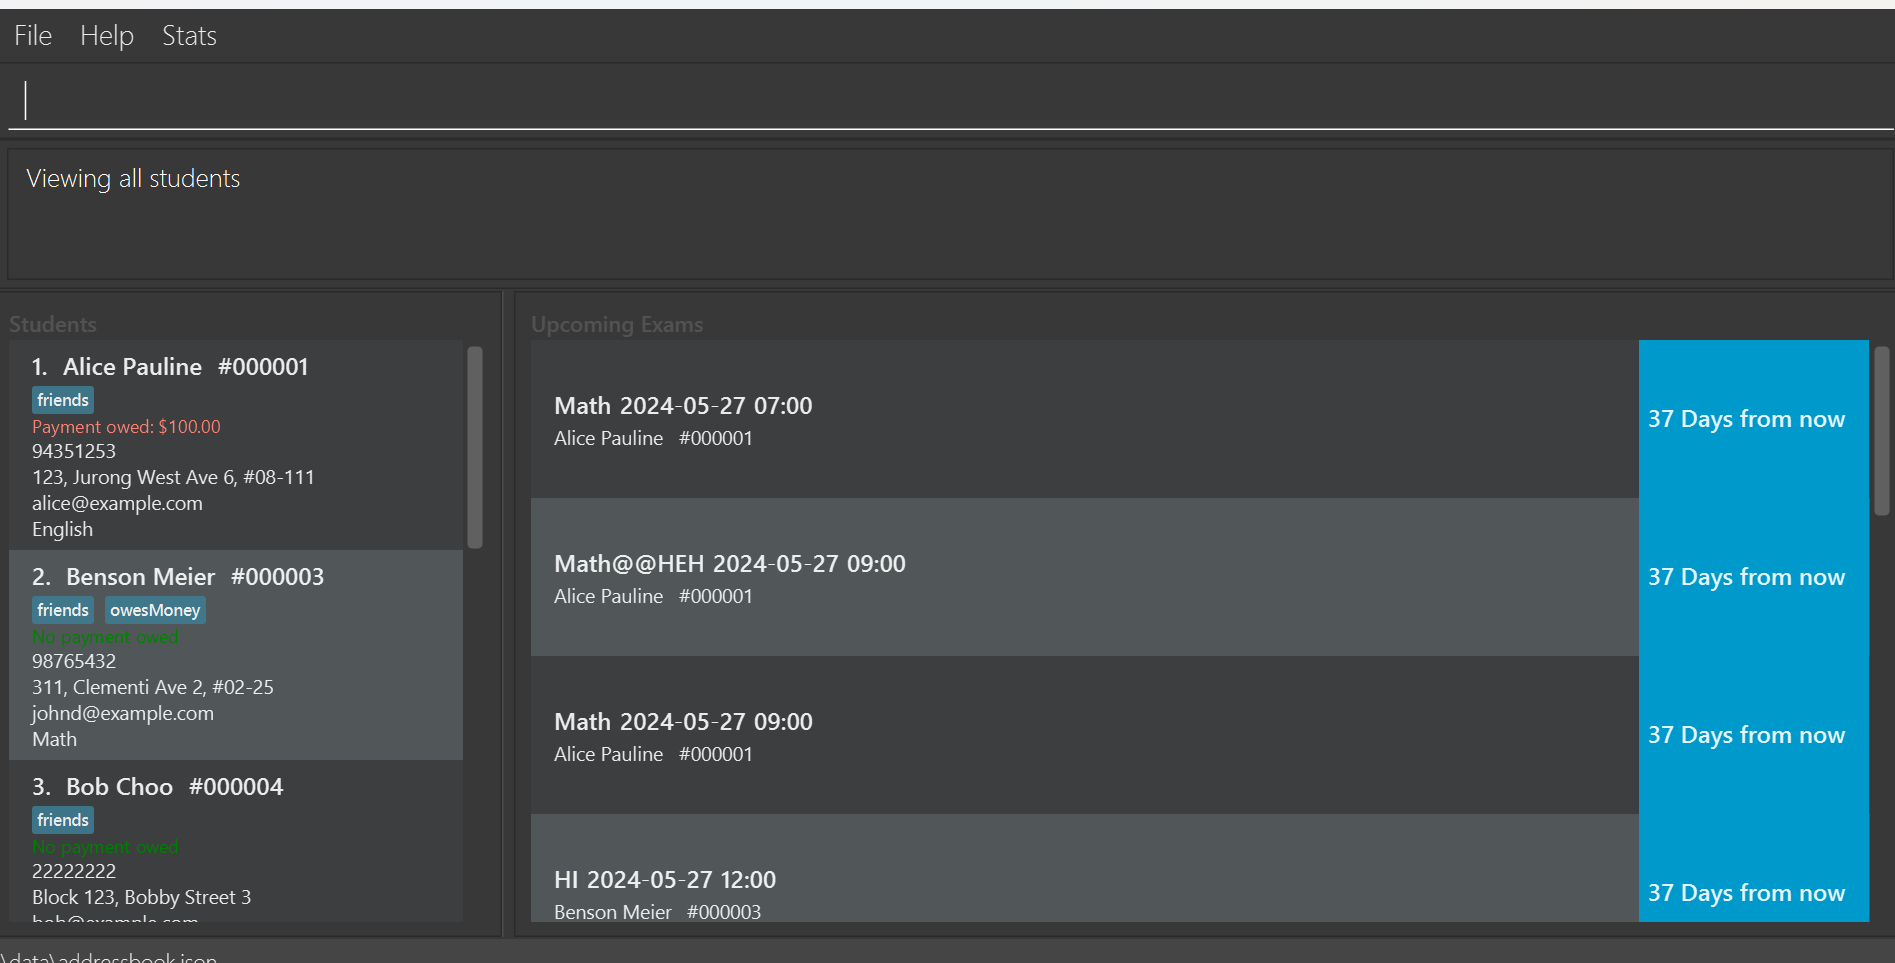 File Help Stats
Viewing all students
Students
1. Alice Pauline #000001
friends
Payment owed: $100.00
94351253
123, Jurong West Ave 6, #08-111
alice@example.com
English
2. Benson Meier #000003
friends owesMoney
No payment owed
98765432
311, Clementi Ave 2, #02-25
johnd@example.com
Math
3. Bob Choo #000004
friends
No payment owed
22222222
Block 123, Bobby Street 3
bob@example.com
Upcoming Exams
Math 2024-05-27 07:00
Alice Pauline #000001
37 Days from now
Math@@HEH 2024-05-27 09:00
Alice Pauline #000001
37 Days from now
Math 2024-05-27 09:00
Alice Pauline #000001
37 Days from now
HI 2024-05-27 12:00
Benson Meier #000003
37 Days from now
\data\addressbook.json